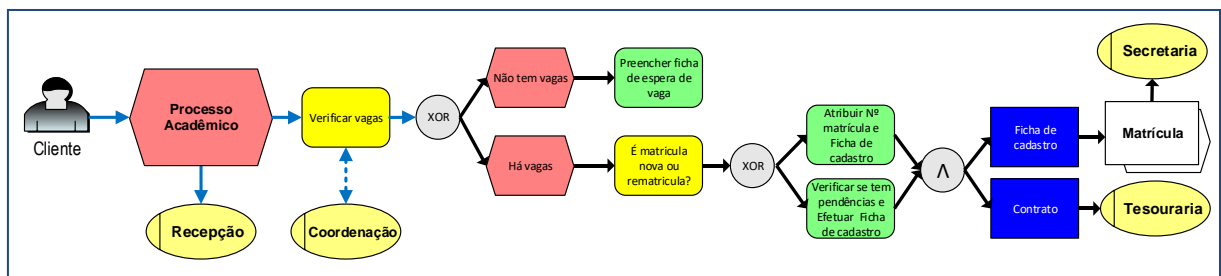 Cliente
Processo
Acadêmico
Recepção
Verificar vagas
Coordenação
XOR
Não tem vagas
Preencher ficha
de espera de
vaga
Há vagas
É matricula
nova ou
rematricula?
XOR
Atribuir Nº
matrícula e
Ficha de
cadastro
Verificar se tem
pendências e
Efetuar Ficha
de cadastro
Λ
Ficha de
cadastro
Contrato
Secretaria
Matrícula
Tesouraria